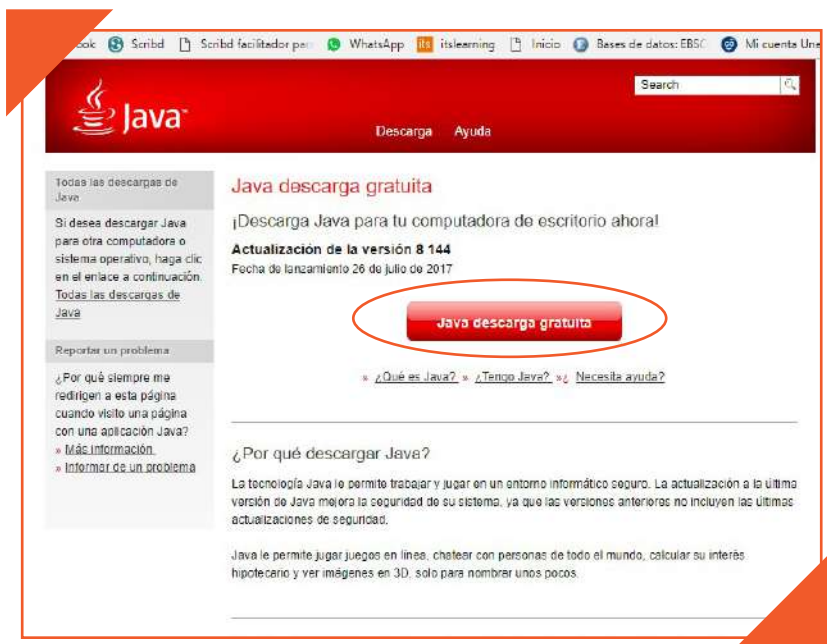 Scribd
Scribd facilitador par
WhatsApp
its itslearning
Inicio
Bases de datos: EBSC
Mi cuenta Une
Search
Java
Descarga Ayuda
Todas las descargas de
Java
Si desea descargar Java
para otra computadora o
sistema operativo, haga clic
en el enlace a continuación.
Todas las descargas de
Java
Reportar un problema
¿Por qué siempre me
redirigen a esta página
cuando visito una página
con una aplicación Java?
» Más información
» Informar de un problema
Java descarga gratuita
¡Descarga Java para tu computadora de escritorio ahora!
Actualización de la versión 8 144
Fecha de lanzamiento 26 de julio de 2017
Java descarga gratuita
» ¿Qué es Java? » ¿Tengo Java? »¿ Necesita ayuda?
¿Por qué descargar Java?
La tecnología Java le permite trabajar y jugar en un entorno informático seguro. La actualización a la última
versión de Java mejora la seguridad de su sistema, ya que las versiones anteriores no incluyen las últimas
actualizaciones de seguridad.
Java le permite jugar juegos en línea, chatear con personas de todo el mundo, calcular su interés
hipotecario y ver imágenes en 3D, solo para nombrar unos pocos.